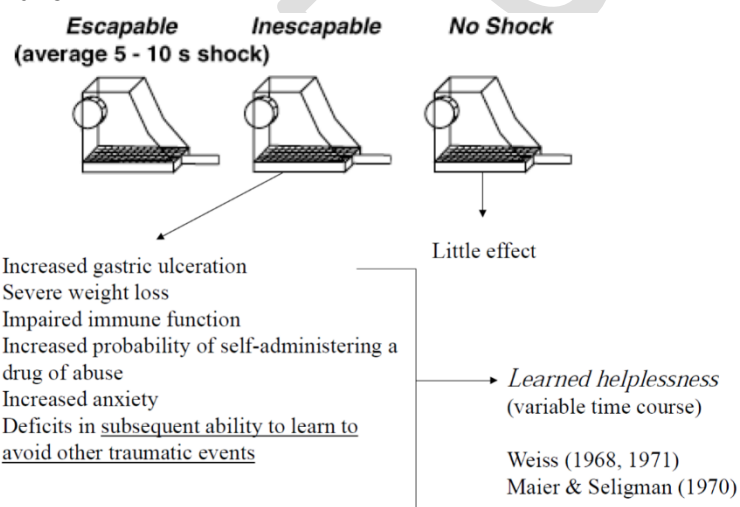 Escapable
(average 5 - 10 s shock)
Inescapable
No Shock
Increased gastric ulceration
Severe weight loss
Impaired immune function
Increased probability of self-administering a
drug of abuse
Increased anxiety
Deficits in subsequent ability to learn to
avoid other traumatic events
Little effect
Learned helplessness
(variable time course)
Weiss (1968, 1971)
Maier & Seligman (1970)